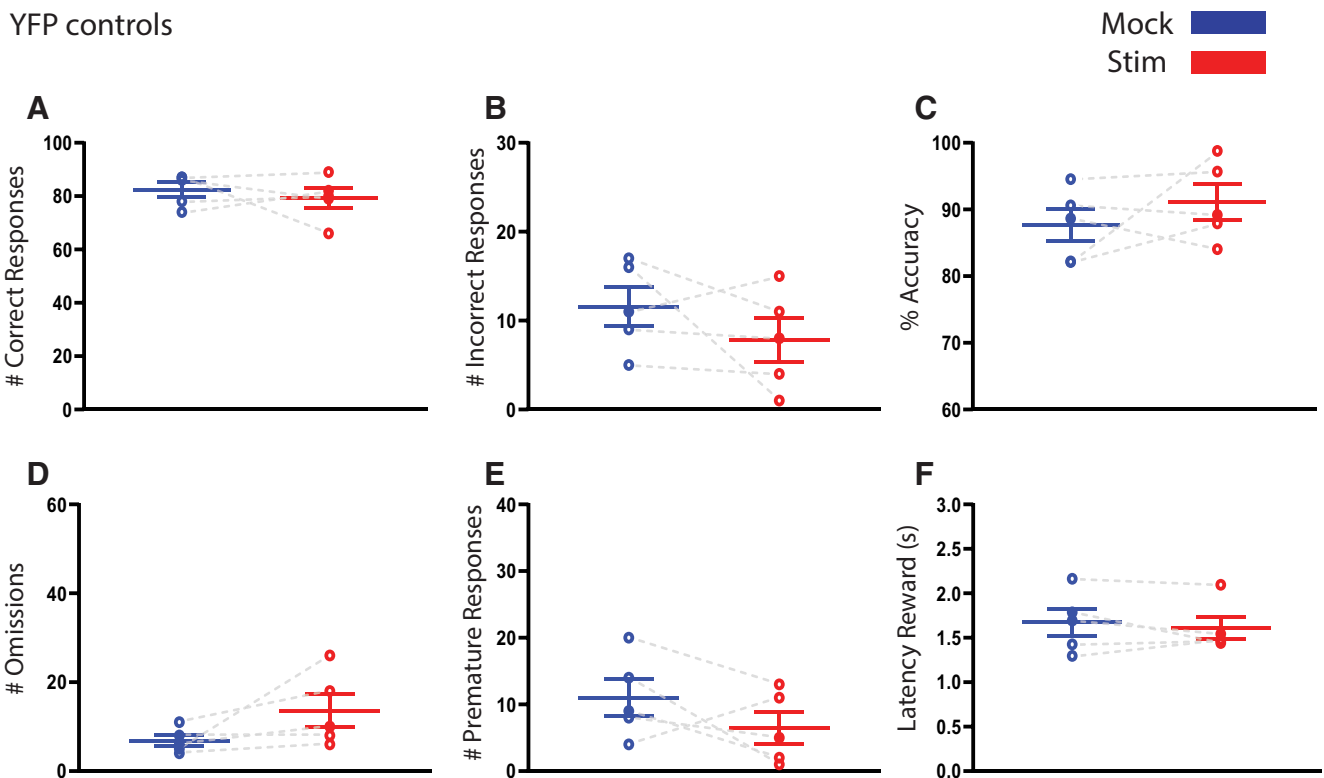 YFP controls
Mock
Stim
A
# Correct Responses
100
80
60
40
20
0
B
# Incorrect Responses
30
20
10
0
C
% Accuracy
100
90
80
70
60
D
# Omissions
60
40
20
0
E
# Premature Responses
40
30
20
10
0
F
Latency Reward (s)
3.0
2.5
2.0
1.5
1.0
0.5
0.0